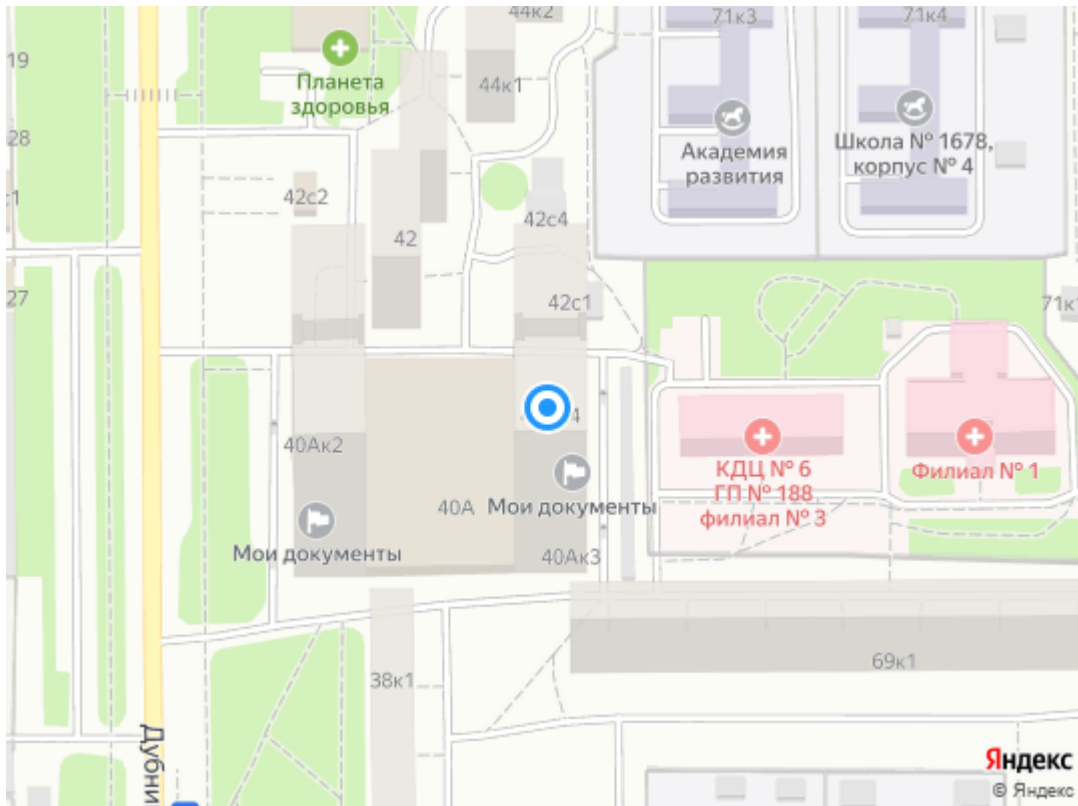 44к2
71к3
71к4
19
Планета
здоровья
44к1
28
Академия
развития
Школа № 1678,
корпус № 4
42с2
42с4
42
27
42с1
40Ак2
КДЦ № 6
ГП № 188
филиал № 3
Филиал № 1
40А
Мои документы
Мои документы
40Ак3
69к1
38к1
Яндекс
© Яндекс